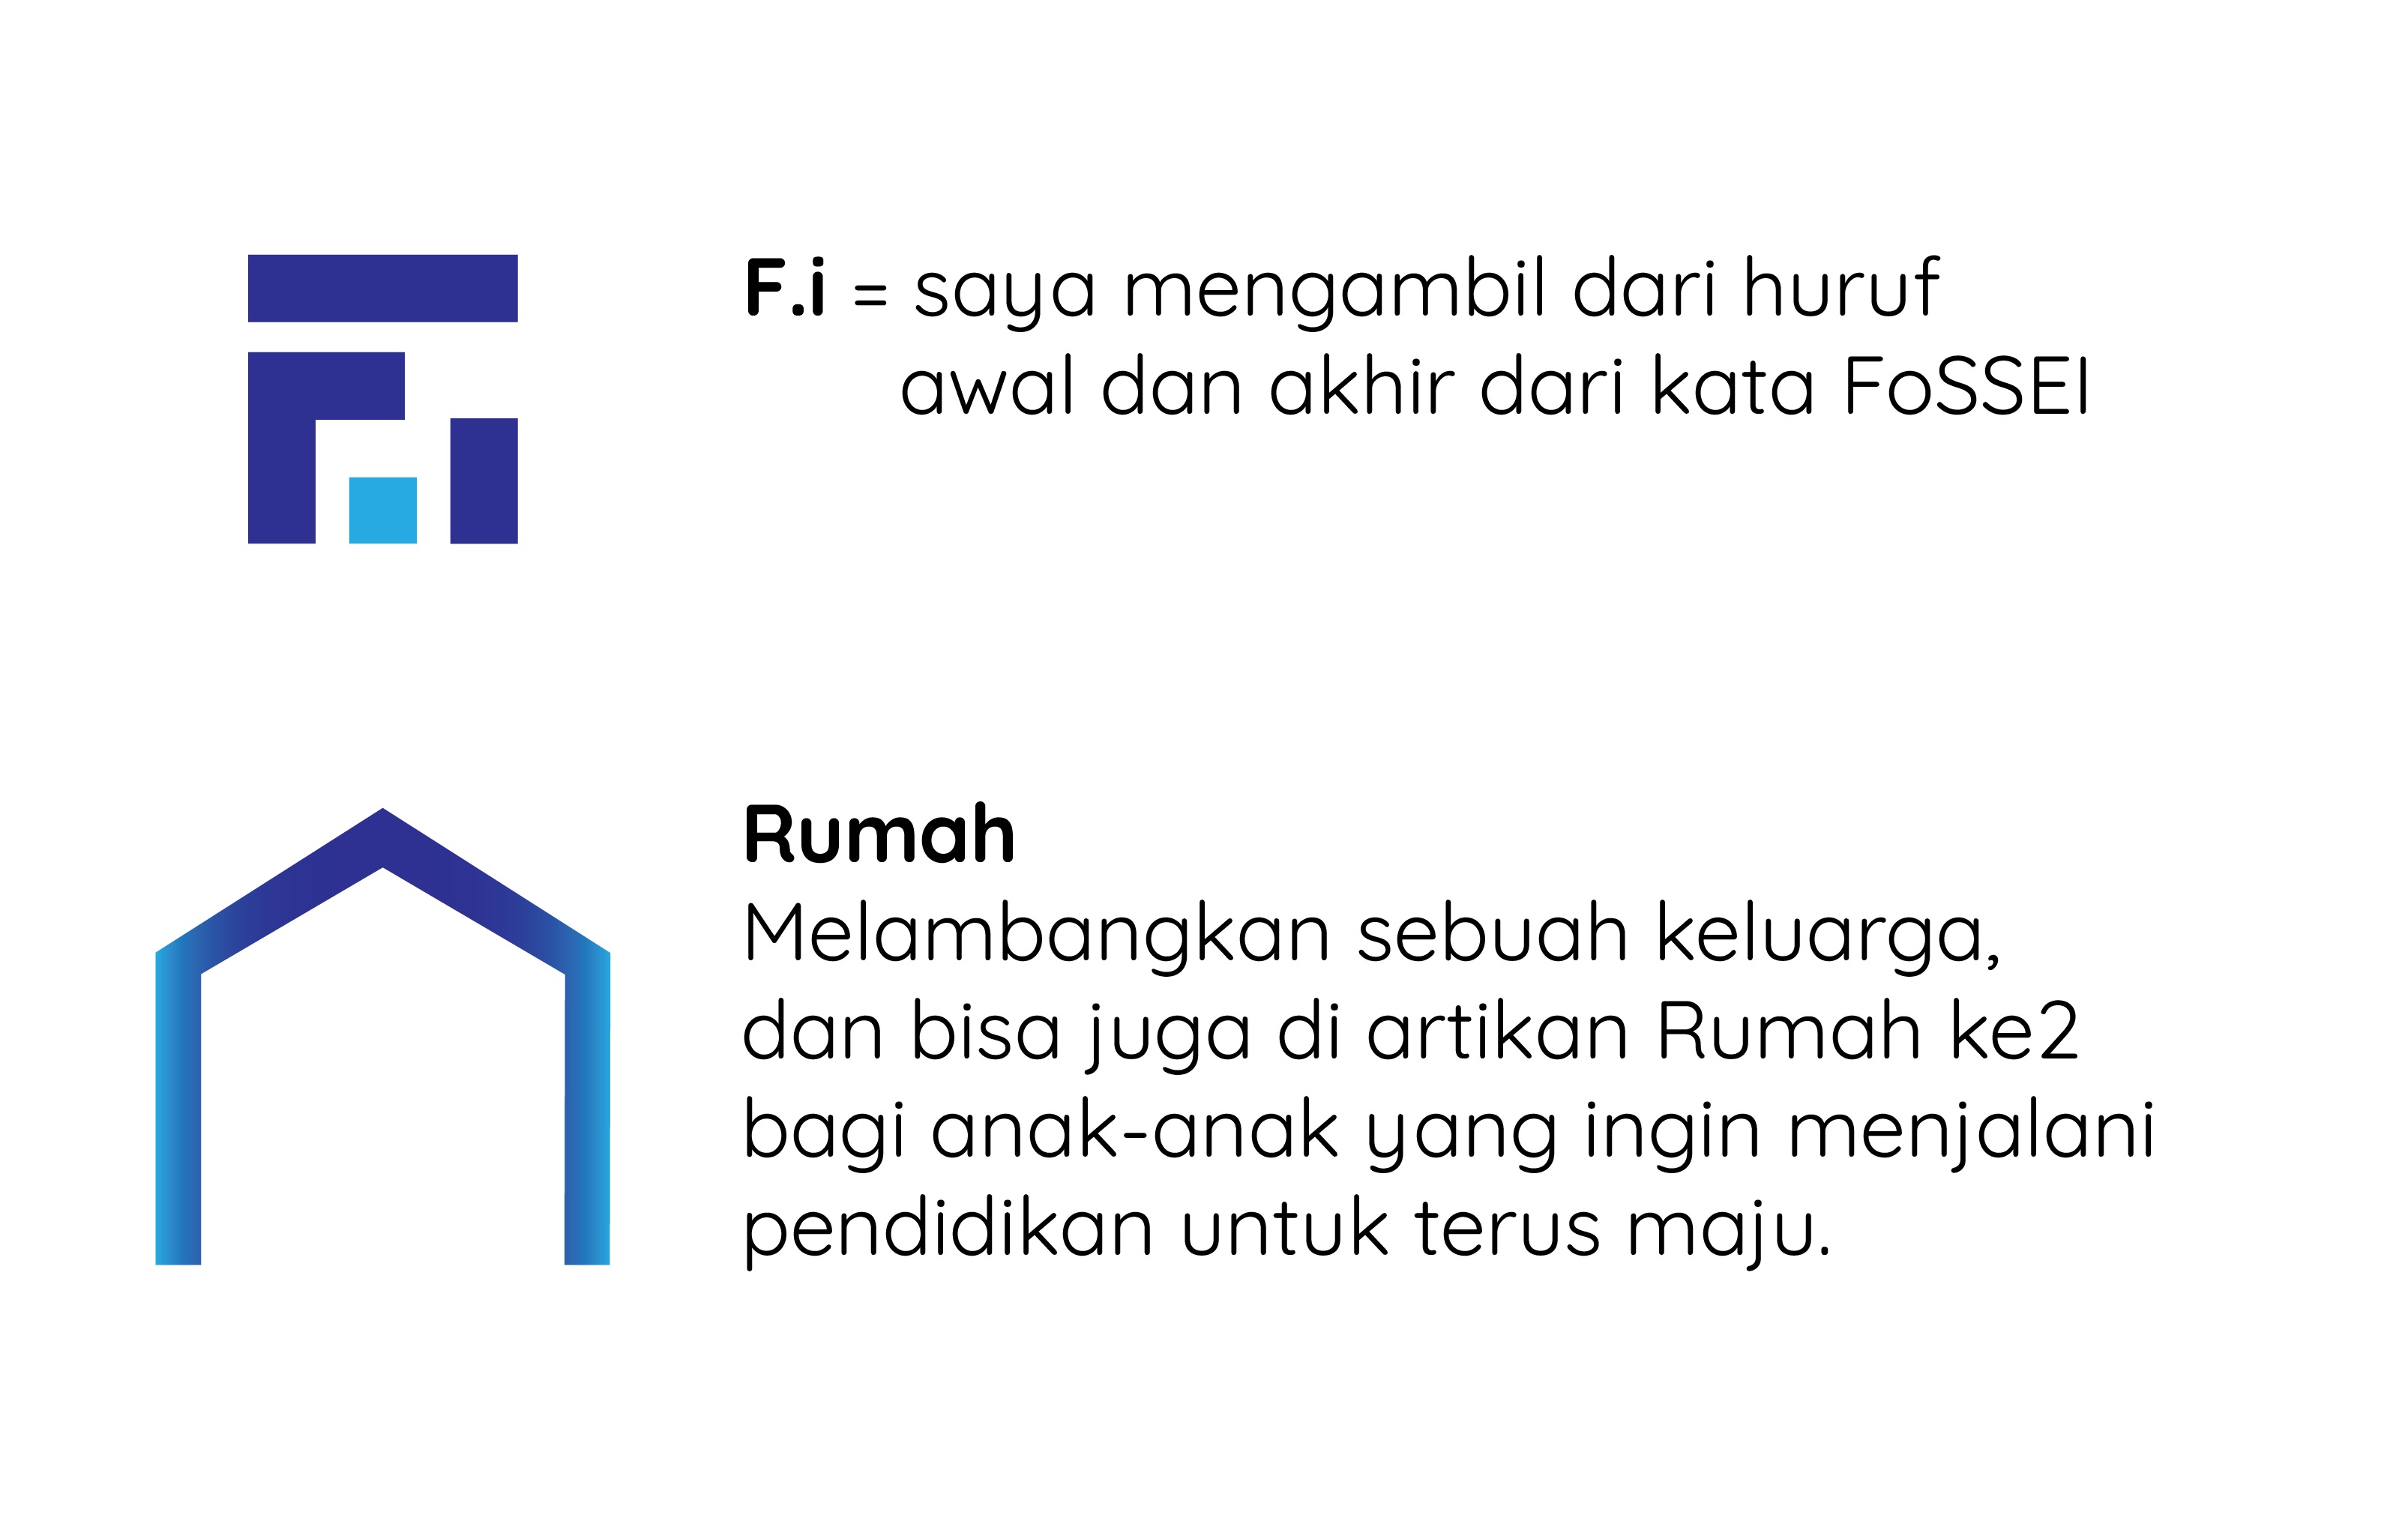 F.i = saya mengambil dari huruf
awal dan akhir dari kata FoSSEI
Rumah
Melambangkan sebuah keluarga,
dan bisa juga di artikan Rumah ke2
bagi anak-anak yang ingin menjalani
pendidikan untuk terus maju.